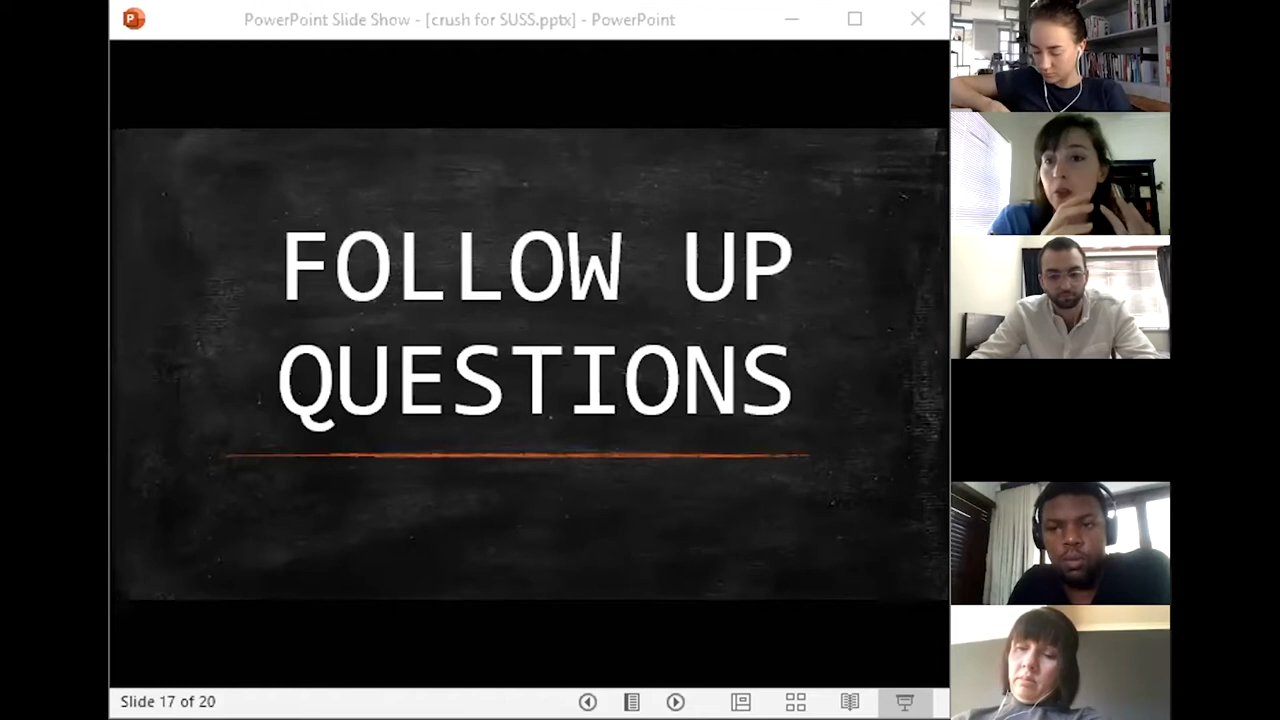 PowerPoint Slide Show - [crush for SUSS.pptx] - PowerPoint
FOLLOW UP
QUESTIONS
Slide 17 of 20